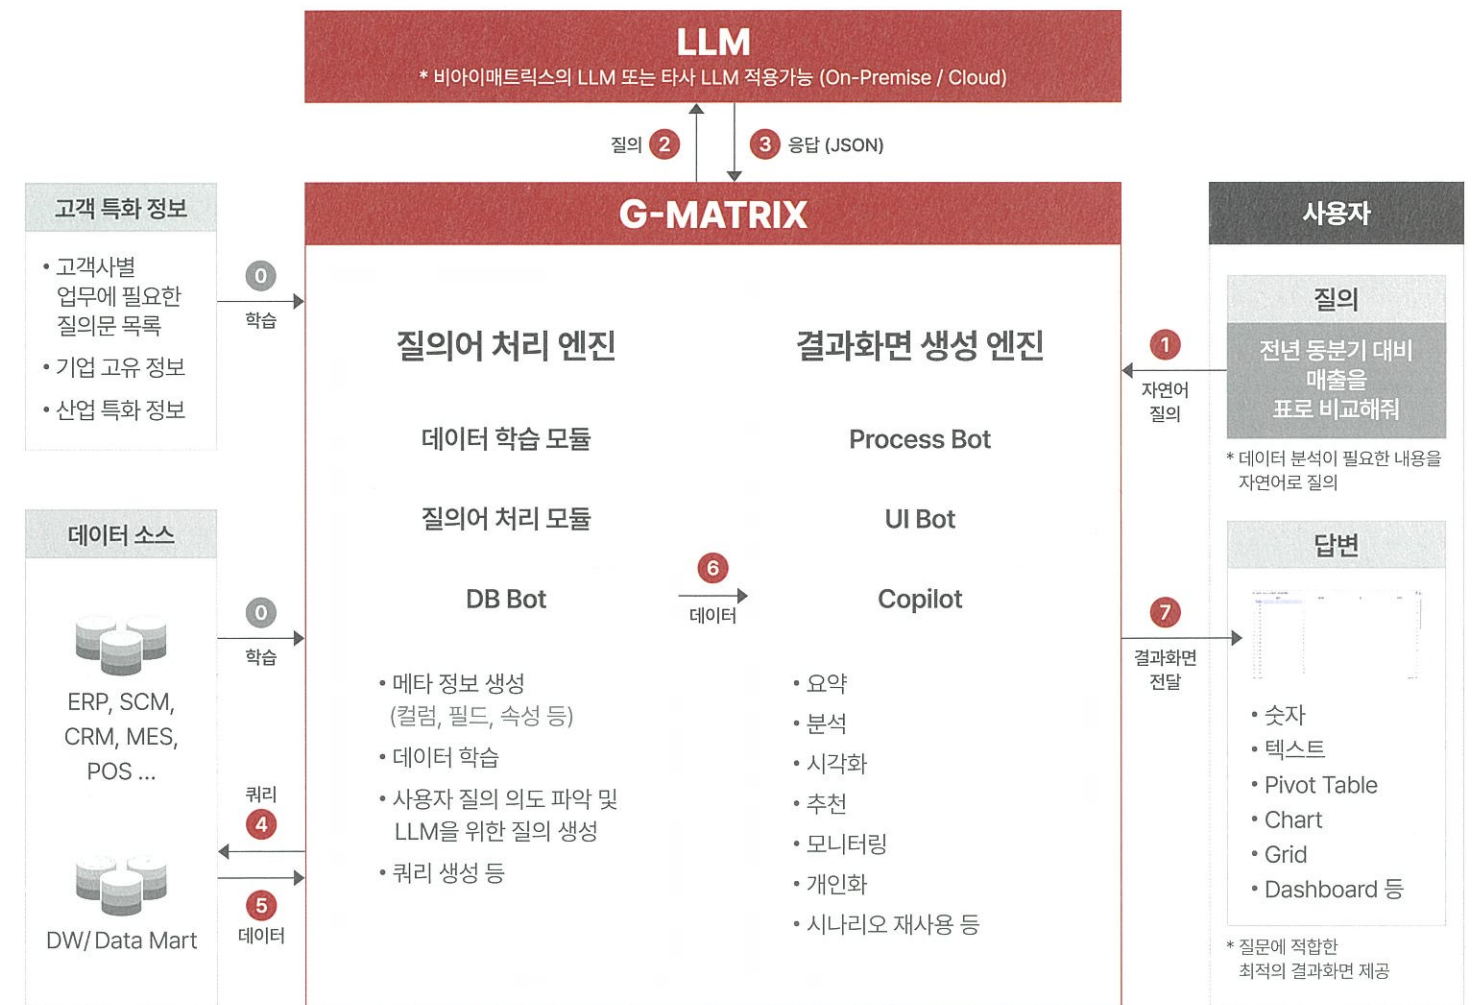 LLM
* 비아이매트릭스의 LLM 또는 타사 LLM 적용가능 (On-Premise / Cloud)
질의 2
3 응답 (JSON)
고객 특화 정보
• 고객사별
업무에 필요한
질의문 목록
• 기업 고유 정보
• 산업 특화 정보
0
학습
데이터 소스
0
학습
ERP, SCM,
CRM, MES,
POS ...
쿼리
4
5
데이터
DW/ Data Mart
G-MATRIX
질의어 처리 엔진
데이터 학습 모듈
질의어 처리 모듈
DB Bot
• 메타 정보 생성
(컬럼, 필드, 속성 등)
• 데이터 학습
• 사용자 질의 의도 파악 및
LLM을 위한 질의 생성
• 쿼리 생성 등
6
데이터
결과화면 생성 엔진
Process Bot
UI Bot
Copilot
• 요약
• 분석
• 시각화
• 추천
• 모니터링
• 개인화
• 시나리오 재사용 등
1
자연어
질의
7
결과화면
전달
사용자
질의
전년 동분기 대비
매출을
표로 비교해줘
* 데이터 분석이 필요한 내용을
자연어로 질의
답변
• 숫자
• 텍스트
• Pivot Table
• Chart
• Grid
• Dashboard 등
* 질문에 적합한
최적의 결과화면 제공